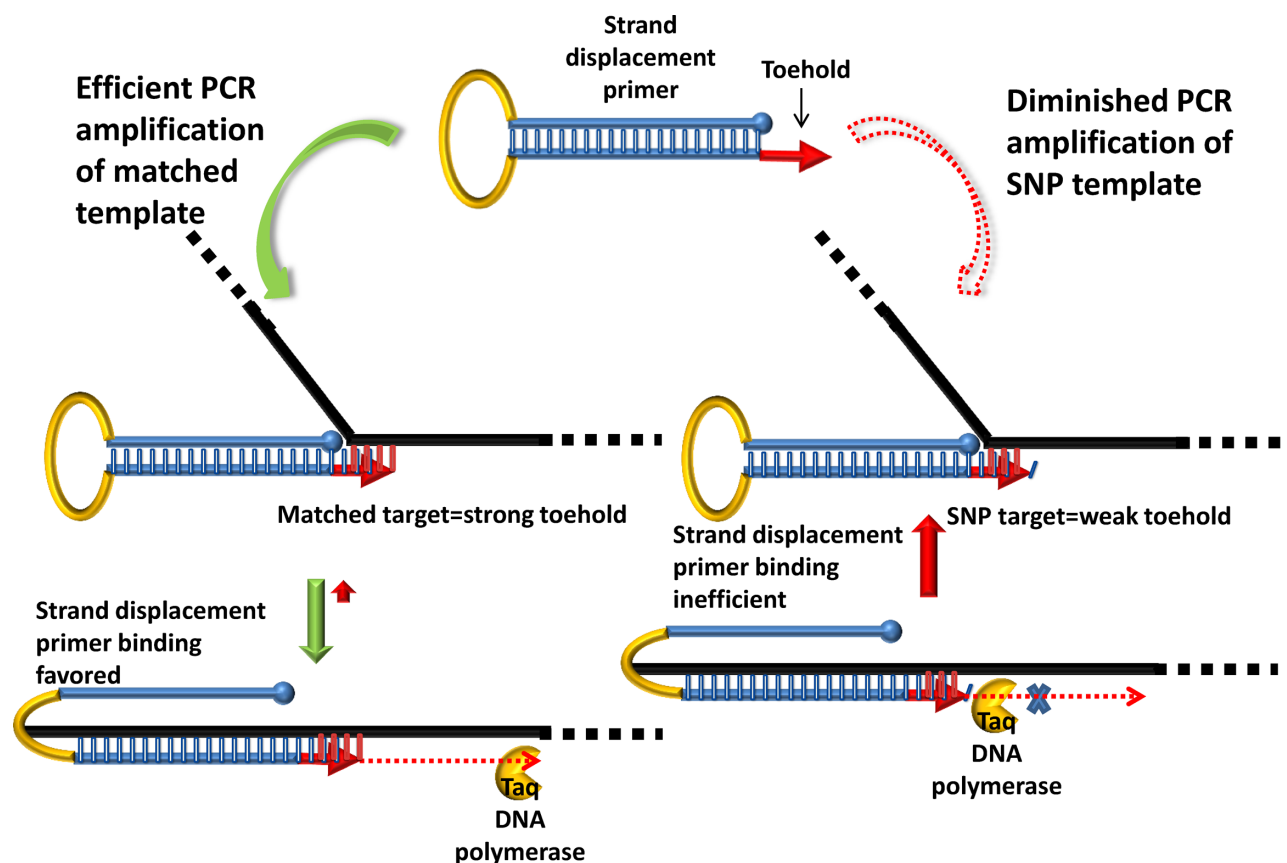 Strand
displacement
primer
Toehold
Efficient PCR
amplification
of matched
template
Diminished PCR
amplification of
SNP template
Matched target=strong toehold
SNP target=weak toehold
Strand displacement
primer binding
favored
Strand displacement
primer binding
inefficient
Taq
DNA
polymerase
Taq
DNA
polymerase